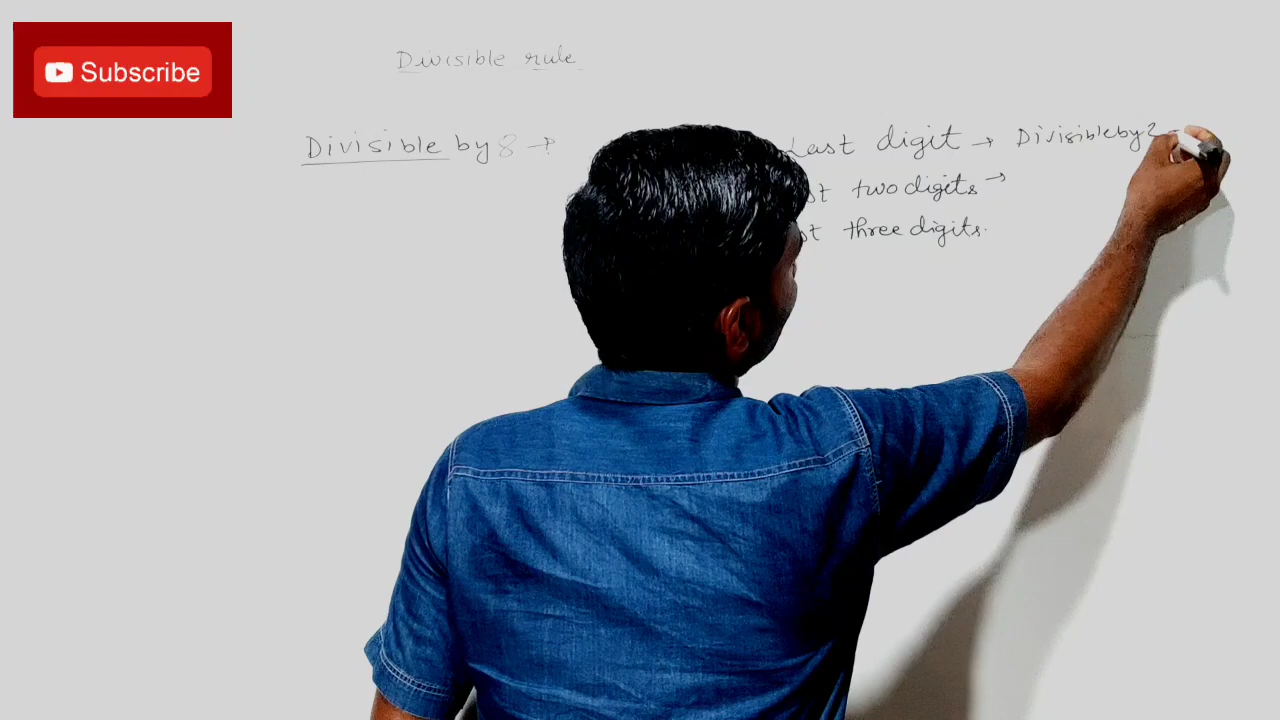 Subscribe
Divisible rule
Divisible by 8 →
Last digit → Divisible by 2
two digits →
three digits.